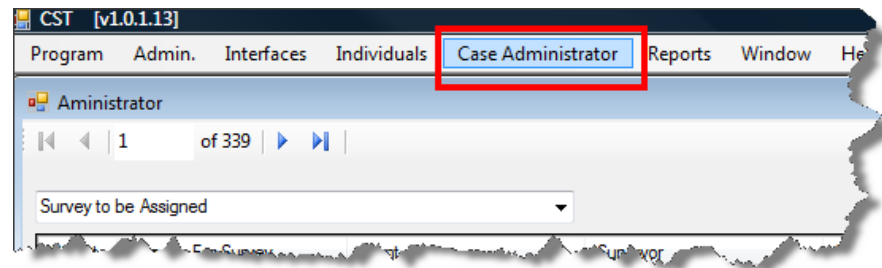 CST [v1.0.1.13]
Program Admin. Interfaces Individuals Case Administrator Reports Window He
Aministrator
1 of 339
Survey to be Assigned